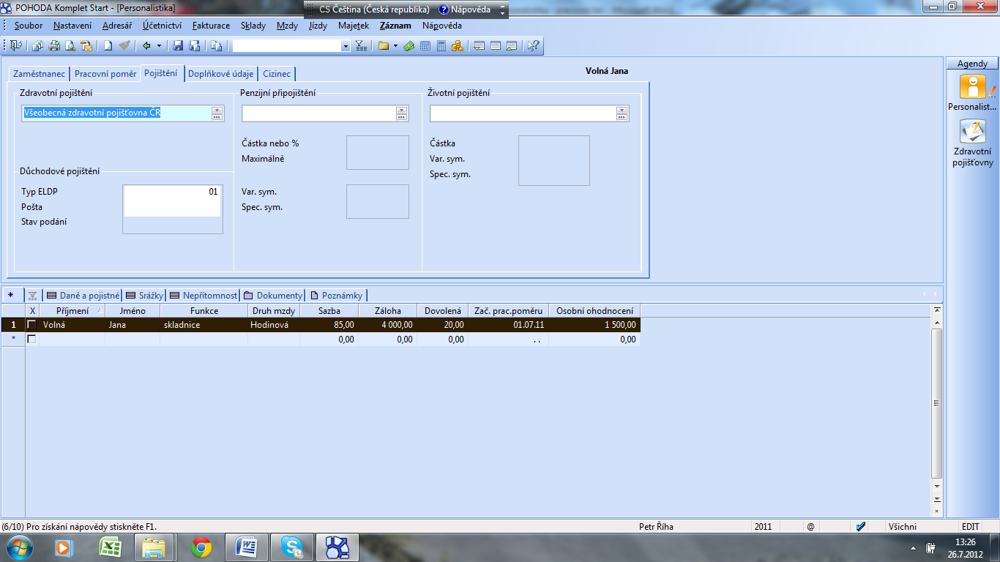 POHODA Komplet Start - [Personalistika]
CS Čeština (Česká republika) ? Nápověda
Soubor Nastavení Adresář Účetnictví Fakturace Sklady Mzdy Jízdy Majetek Záznam Nápověda
Zaměstnanec Pracovní poměr Pojištění Doplňkové údaje Cizinec
Volná Jana
Agendy
Zdravotní pojištění Penzijní připojištění Životní pojištění
Všeobecná zdravotní pojišťovna ČR
Personalist...
Částka nebo % Částka
Maximálně Var. sym.
Spec. sym.
Zdravotní
pojišťovny
Důchodové pojištění
Typ ELDP 01 Var. sym.
Pošta Spec. sym.
Stav podání
* Daně a pojistné Srážky Nepřítomnost Dokumenty Poznámky
X Příjmení Jméno Funkce Druh mzdy Sazba Záloha Dovolená Zač. prac.poměru Osobní ohodnocení
1 Volná Jana skladnice Hodinová 85,00 4 000,00 20,00 01.07.11 1 500,00
* 0,00 0,00 0,00 . . 0,00
(6/10) Pro získání nápovědy stiskněte F1. Petr Říha 2011 @ Všichni EDIT
13:26
26.7.2012